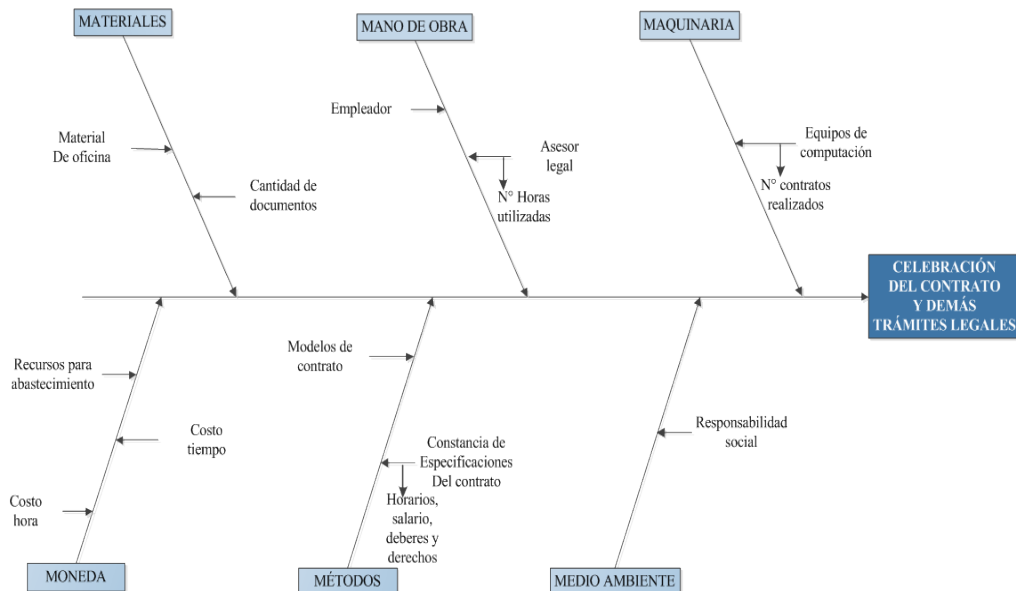 MATERIALES
MANO DE OBRA
MAQUINARIA
Empleador
Material
De oficina
Cantidad de
documentos
Asesor
legal
N° Horas
utilizadas
Equipos de
computación
N° contratos
realizados
CELEBRACIÓN
DEL CONTRATO
Y DEMÁS
TRÁMITES LEGALES
Recursos para
abastecimiento
Costo
tiempo
Costo
hora
Modelos de
contrato
Constancia de
Especificaciones
Del contrato
Horarios,
salario,
deberes y
derechos
Responsabilidad
social
MONEDA
MÉTODOS
MEDIO AMBIENTE